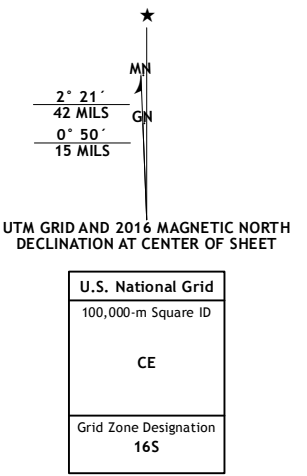 MN
2° 21´
42 MILS
GN
0° 50´
15 MILS
UTM GRID AND 2016 MAGNETIC NORTH
DECLINATION AT CENTER OF SHEET
U.S. National Grid
100,000-m Square ID
CE
Grid Zone Designation
16S